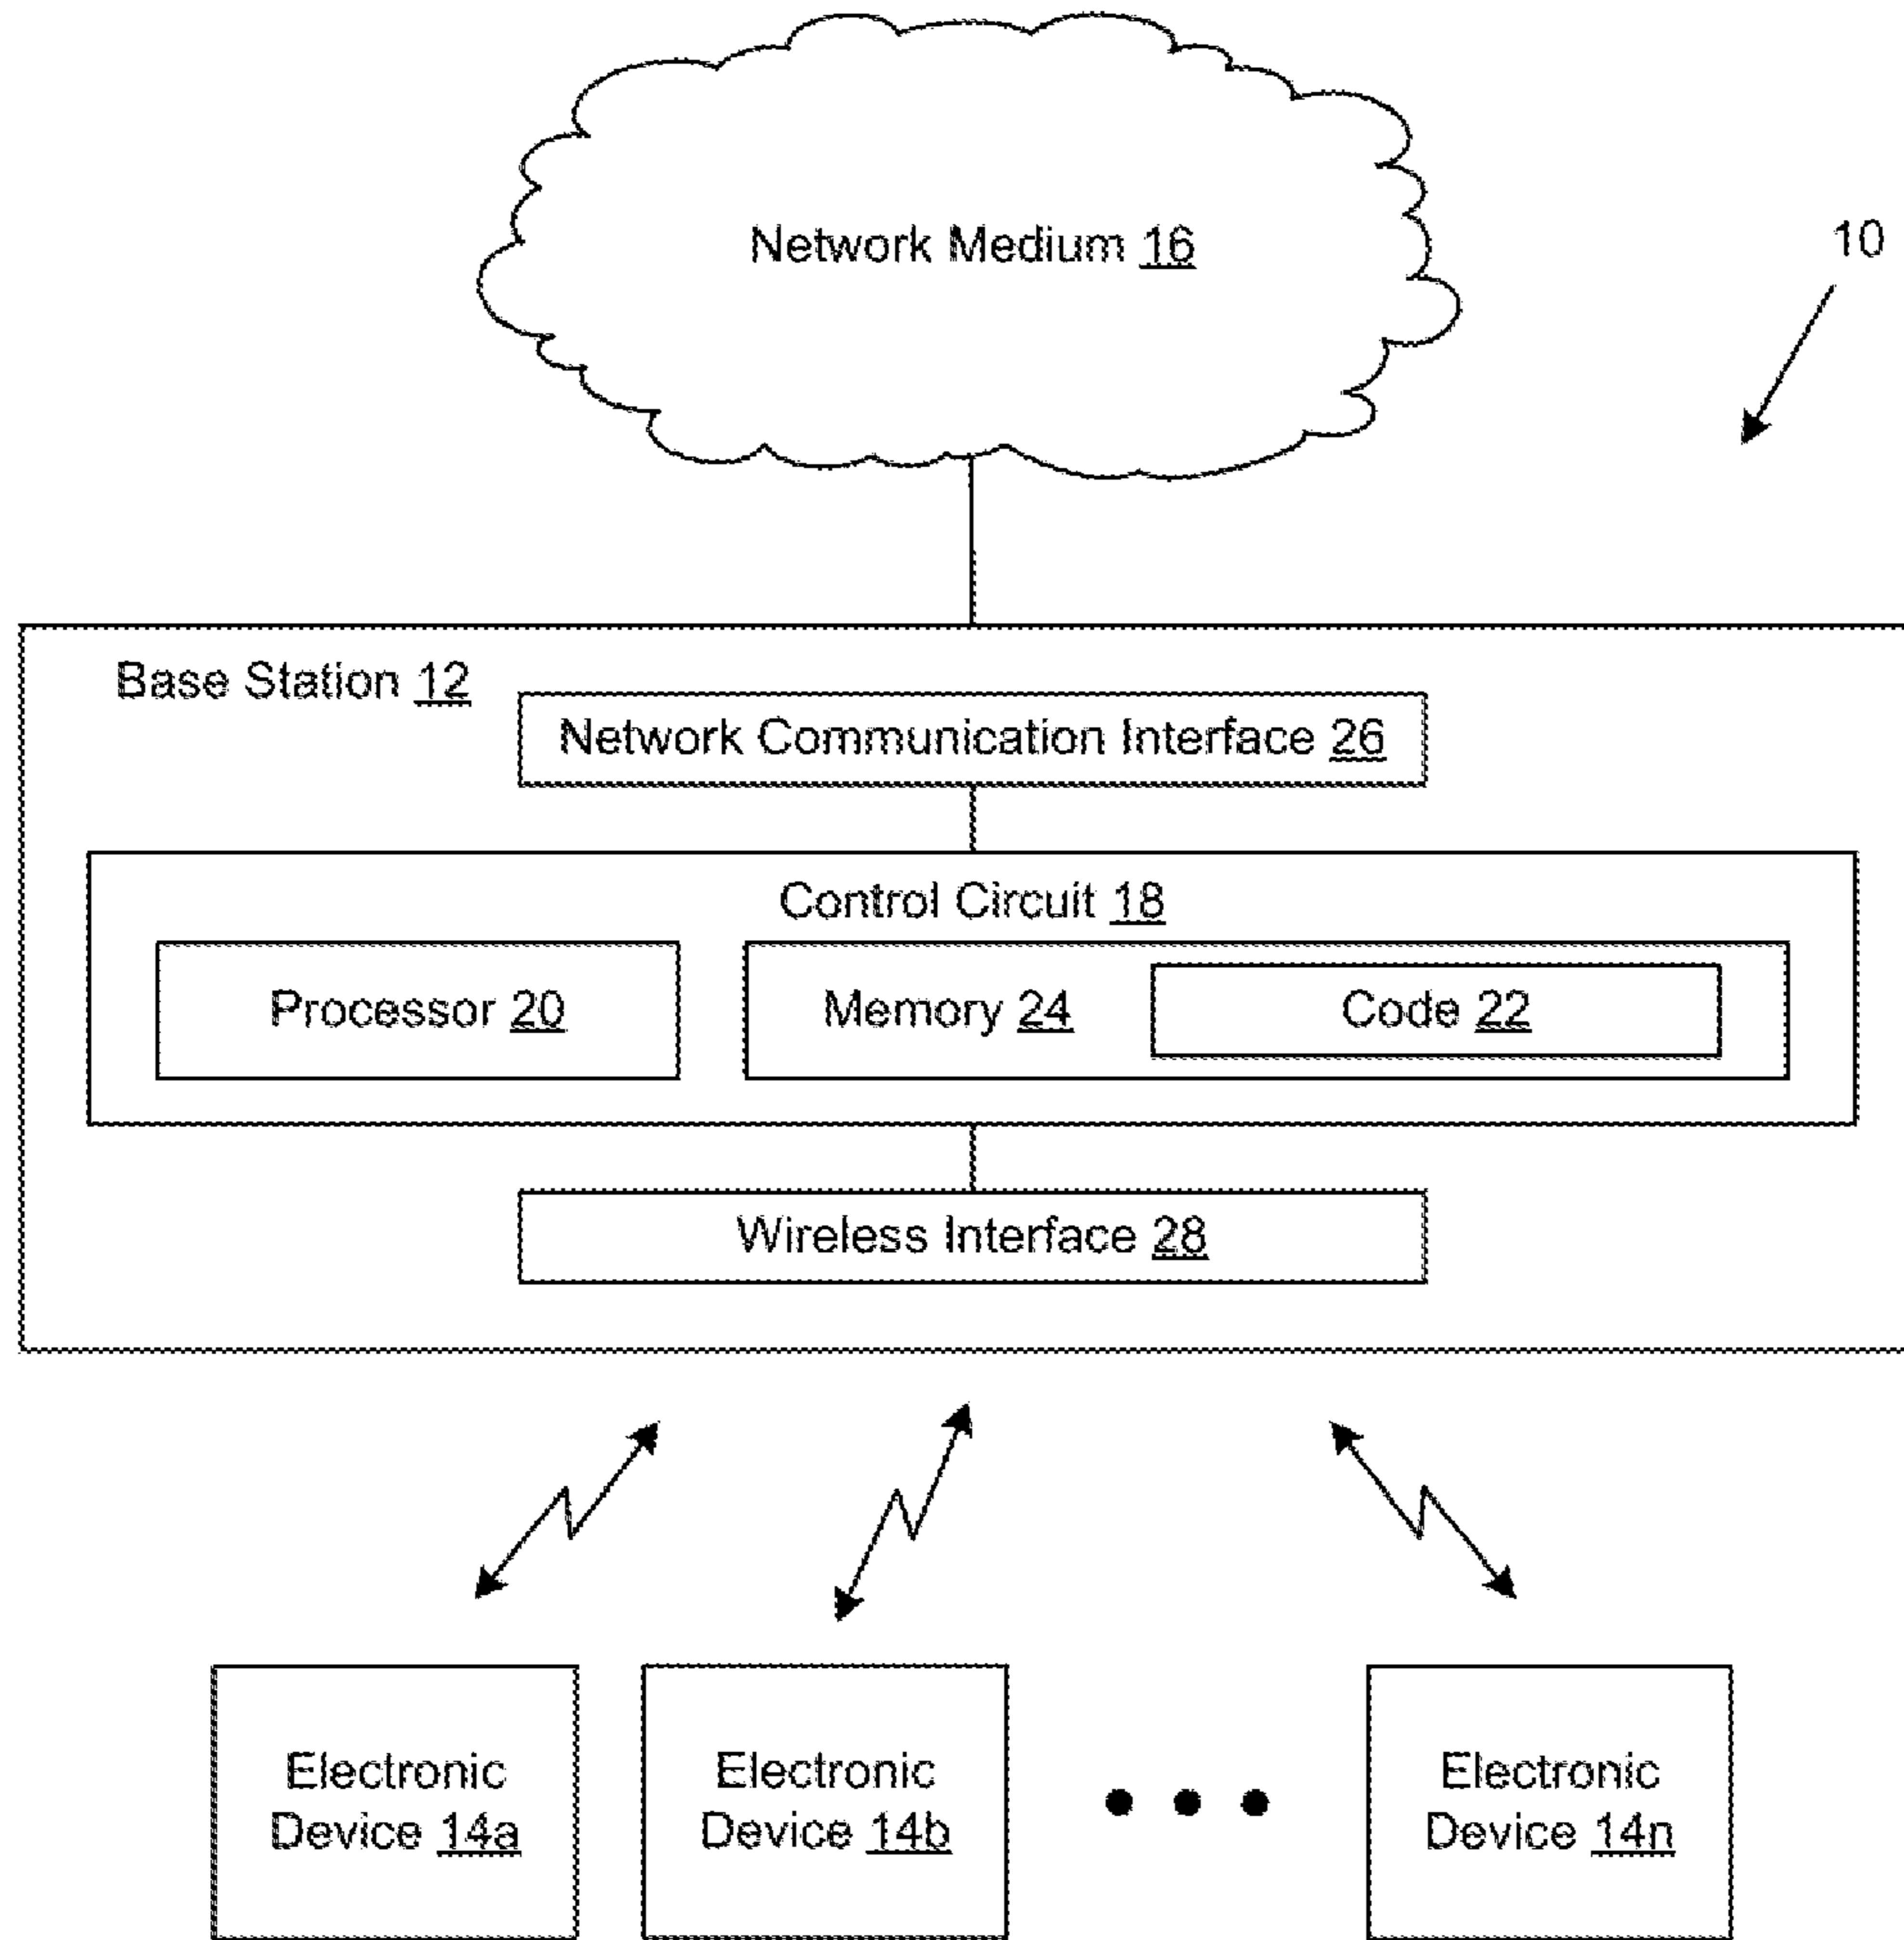 Network Medium 16
10
Base Station 12
Network Communication Interface 26
Control Circuit 18
Processor 20
Memory 24
Code 22
Wireless Interface 28
Electronic
Device 14a
Electronic
Device 14b
Electronic
Device 14n